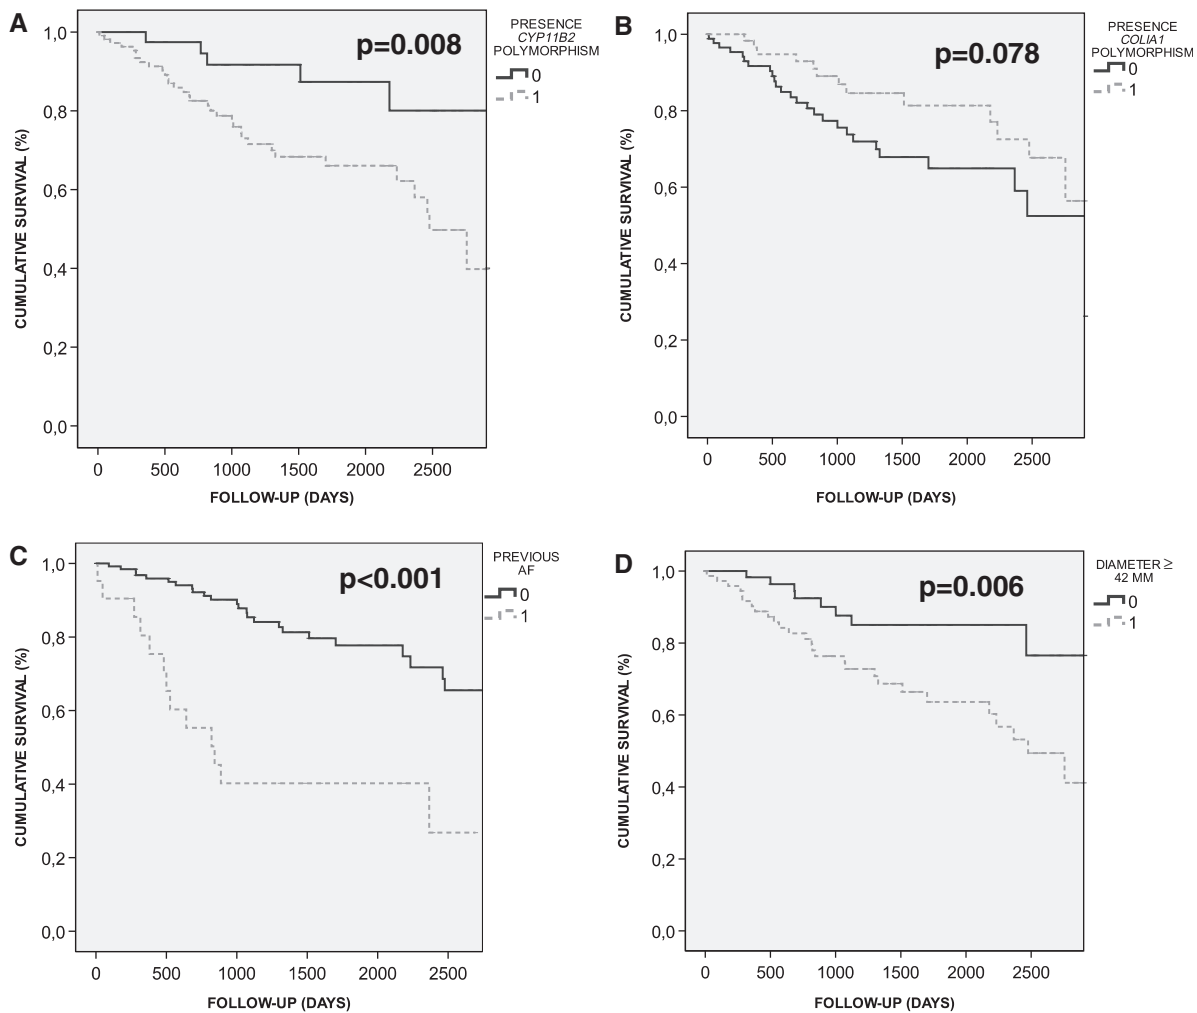 A
PRESENCE
CYP11B2
POLYMORPHISM
0
1
p=0.008
1,0
0,8
0,6
0,4
0,2
0,0
CUMULATIVE SURVIVAL (%)
0 500 1000 1500 2000 2500
FOLLOW-UP (DAYS)
B
PRESENCE
COLIA1
POLYMORPHISM
0
1
p=0.078
1,0
0,8
0,6
0,4
0,2
0,0
CUMULATIVE SURVIVAL (%)
0 500 1000 1500 2000 2500
FOLLOW-UP (DAYS)
C
PREVIOUS
AF
0
1
p<0.001
1,0
0,8
0,6
0,4
0,2
0,0
CUMULATIVE SURVIVAL (%)
0 500 1000 1500 2000 2500
FOLLOW-UP (DAYS)
D
DIAMETER ≥
42 MM
0
1
p=0.006
1,0
0,8
0,6
0,4
0,2
0,0
CUMULATIVE SURVIVAL (%)
0 500 1000 1500 2000 2500
FOLLOW-UP (DAYS)